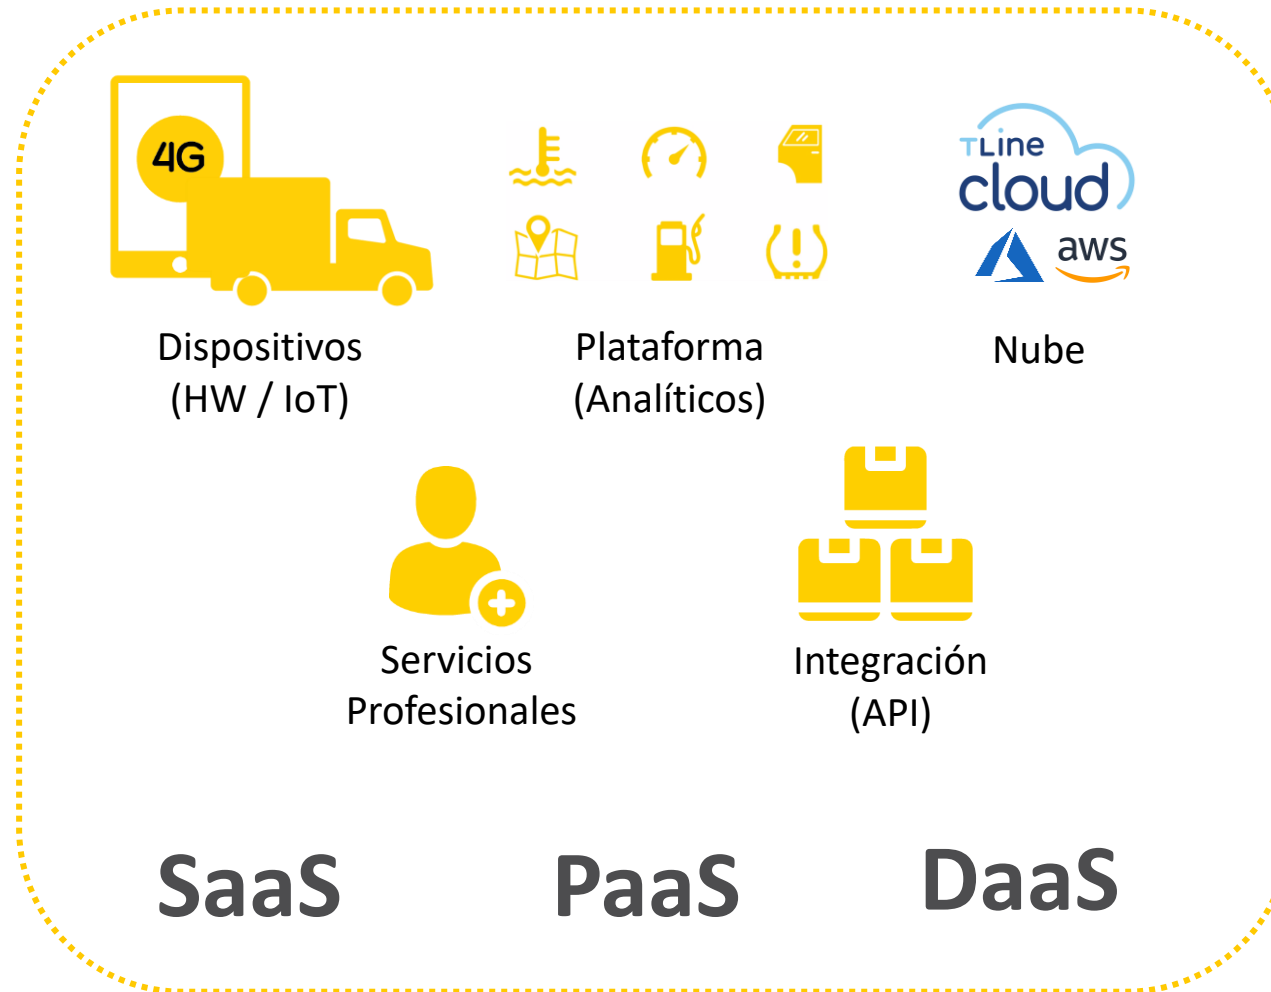 4G
TLine
cloud
aws
Dispositivos
(HW / IoT)
Plataforma
(Analíticos)
Nube
Servicios
Profesionales
Integración
(API)
SaaS
PaaS
DaaS